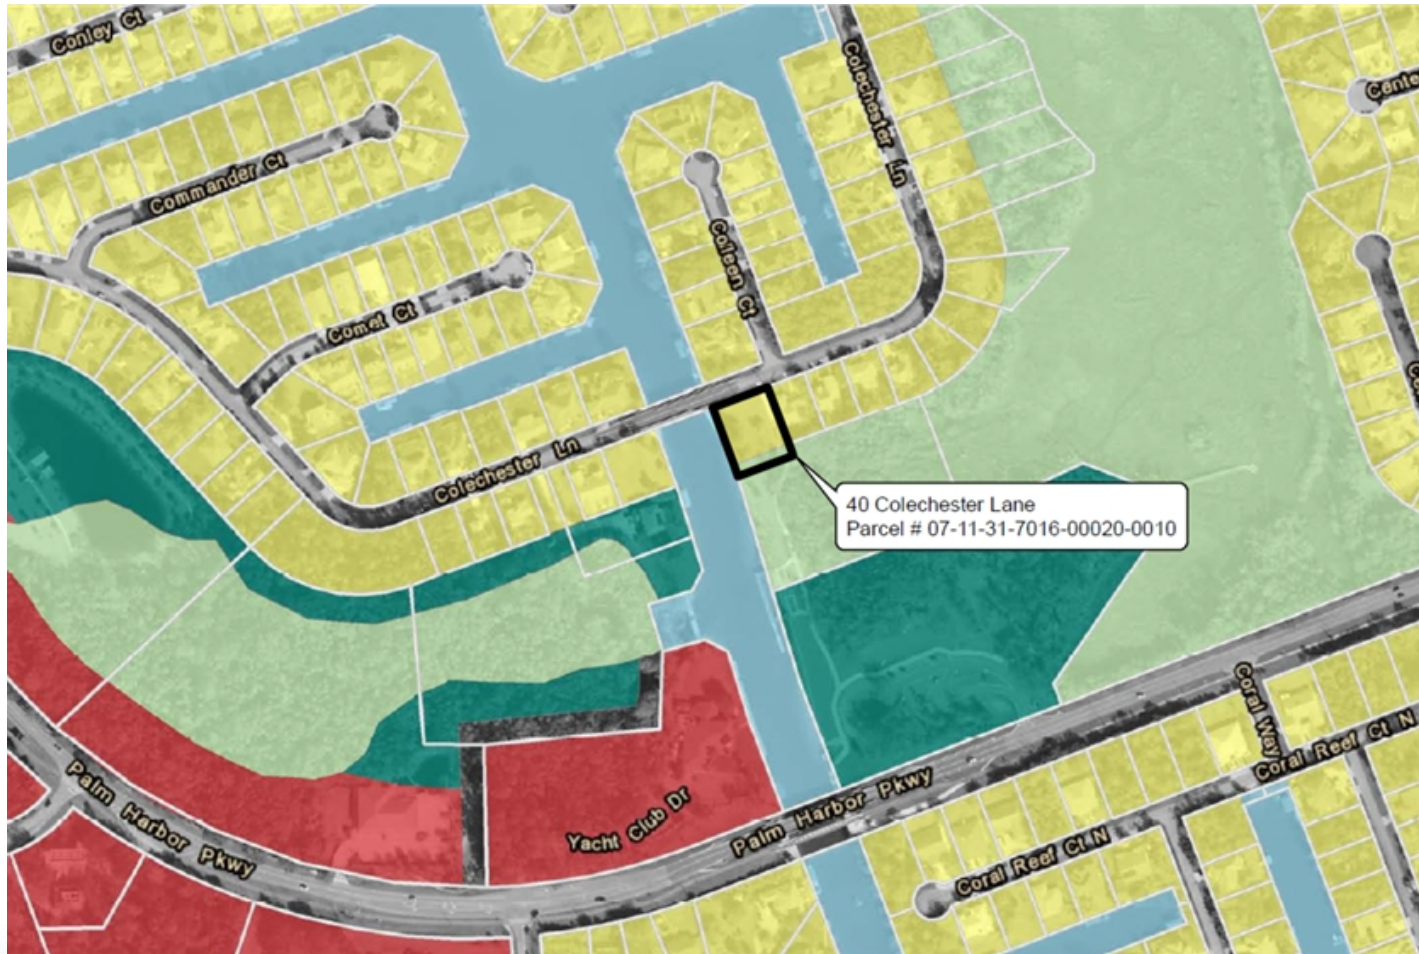 Conley Ct
Colechester Ln
Cente
Commander Ct
Coleen Ct
Comet Ct
Colechester Ln
40 Colechester Lane
Parcel # 07-11-31-7016-00020-0010
Coral Way
Coral Reef Ct N
Palm Harbor Pkwy
Palm Harbor Pkwy
Yacht Club Dr
Coral Reef Ct N